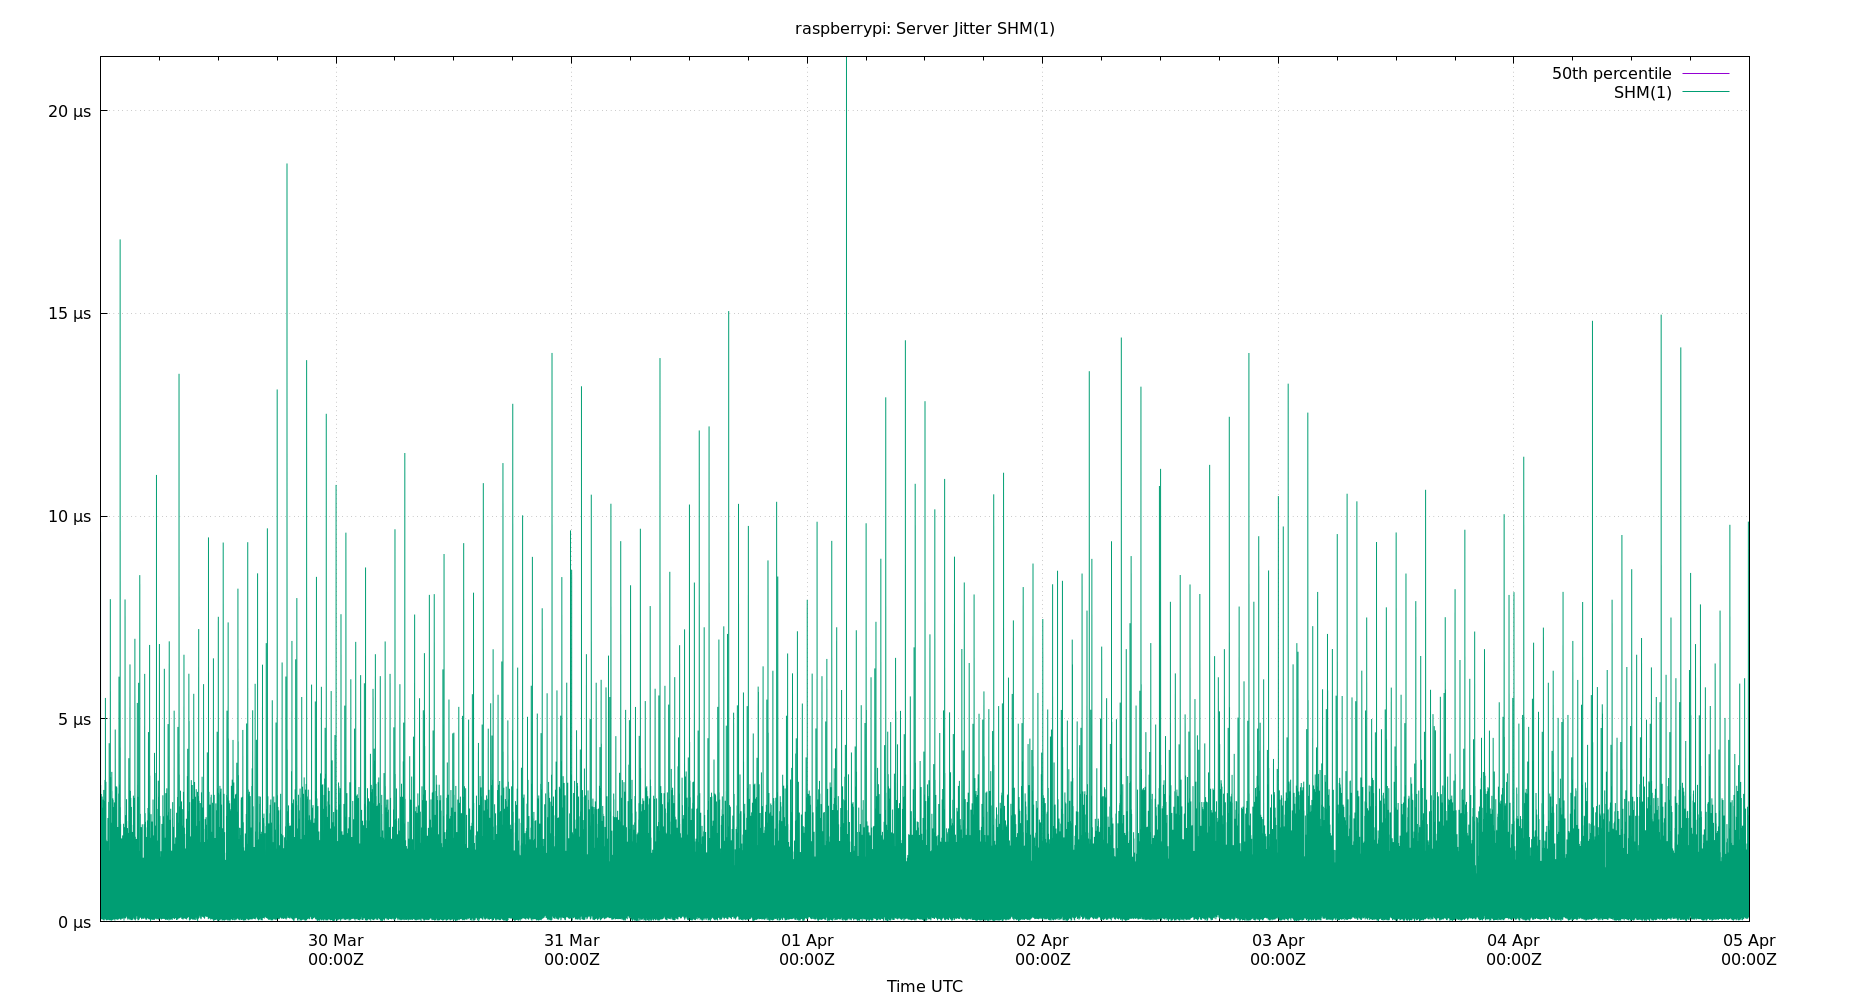 raspberrypi: Server Jitter SHM(1)
50th percentile
SHM(1)
20 µs
15 µs
10 µs
5 µs
0 µs
30 Mar 31 Mar 01 Apr 02 Apr 03 Apr 04 Apr 05 Apr
00:00Z 00:00Z 00:00Z 00:00Z 00:00Z 00:00Z 00:00Z
Time UTC